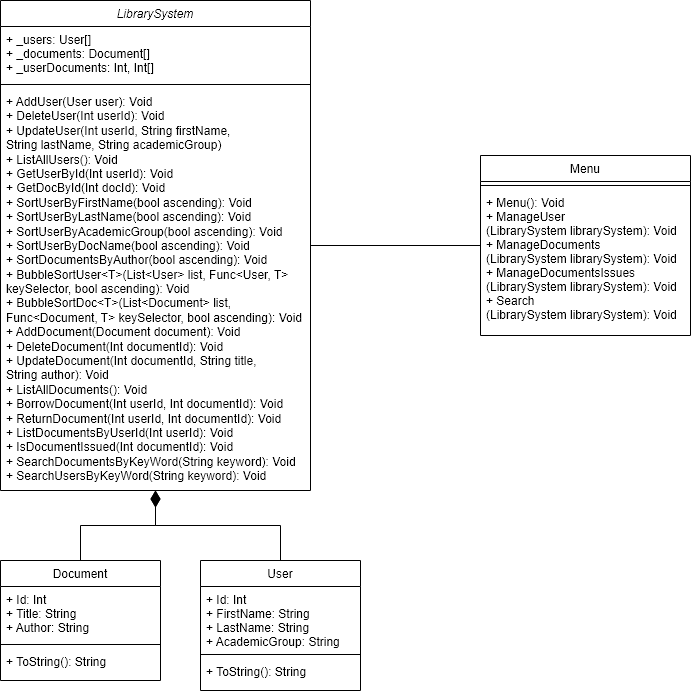 LibrarySystem
+ _users: User[]
+ _documents: Document[]
+ _userDocuments: Int, Int[]
+ AddUser(User user): Void
+ DeleteUser(Int userId): Void
+ UpdateUser(Int userId, String firstName,
String lastName, String academicGroup)
+ ListAllUsers(): Void
+ GetUserById(Int userId): Void
+ GetDocById(Int docId): Void
+ SortUserByFirstName(bool ascending): Void
+ SortUserByLastName(bool ascending): Void
+ SortUserByAcademicGroup(bool ascending): Void
+ SortUserByDocName(bool ascending): Void
+ SortDocumentsByAuthor(bool ascending): Void
+ BubbleSortUser<T>(List<User> list, Func<User, T>
keySelector, bool ascending): Void
+ BubbleSortDoc<T>(List<Document> list,
Func<Document, T> keySelector, bool ascending): Void
+ AddDocument(Document document): Void
+ DeleteDocument(Int documentId): Void
+ UpdateDocument(Int documentId, String title,
String author): Void
+ ListAllDocuments(): Void
+ BorrowDocument(Int userId, Int documentId): Void
+ ReturnDocument(Int userId, Int documentId): Void
+ ListDocumentsByUserId(Int userId): Void
+ IsDocumentIssued(Int documentId): Void
+ SearchDocumentsByKeyWord(String keyword): Void
+ SearchUsersByKeyWord(String keyword): Void
Menu
+ Menu(): Void
+ ManageUser
(LibrarySystem librarySystem): Void
+ ManageDocuments
(LibrarySystem librarySystem): Void
+ ManageDocumentsIssues
(LibrarySystem librarySystem): Void
+ Search
(LibrarySystem librarySystem): Void
Document
+ Id: Int
+ Title: String
+ Author: String
+ ToString(): String
User
+ Id: Int
+ FirstName: String
+ LastName: String
+ AcademicGroup: String
+ ToString(): String